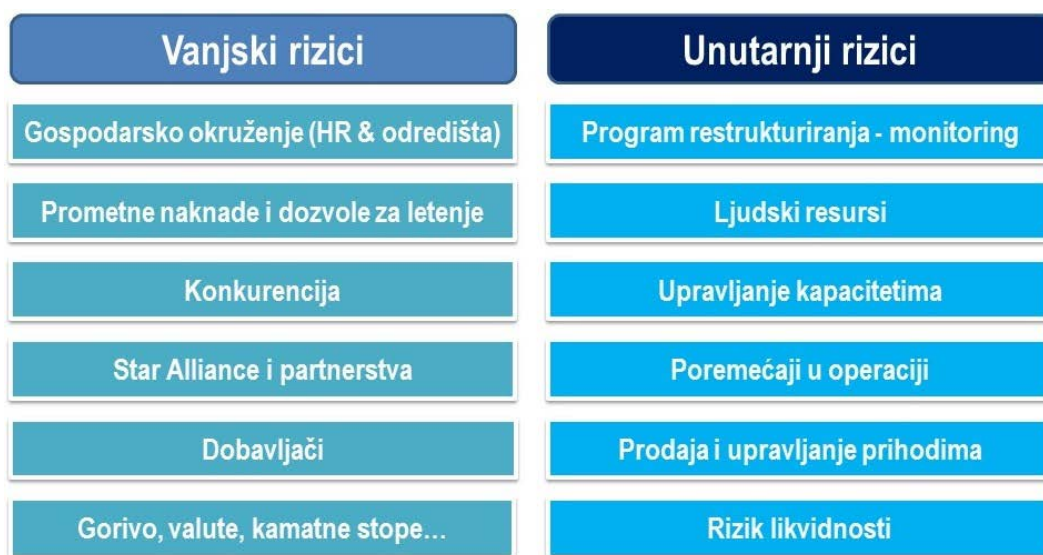 Vanjski rizici
Gospodarsko okruženje (HR & odredišta)
Prometne naknade i dozvole za letenje
Konkurencija
Star Alliance i partnerstva
Dobavljači
Gorivo, valute, kamatne stope...
Unutarnji rizici
Program restrukturiranja - monitoring
Ljudski resursi
Upravljanje kapacitetima
Poremećaji u operaciji
Prodaja i upravljanje prihodima
Rizik likvidnosti